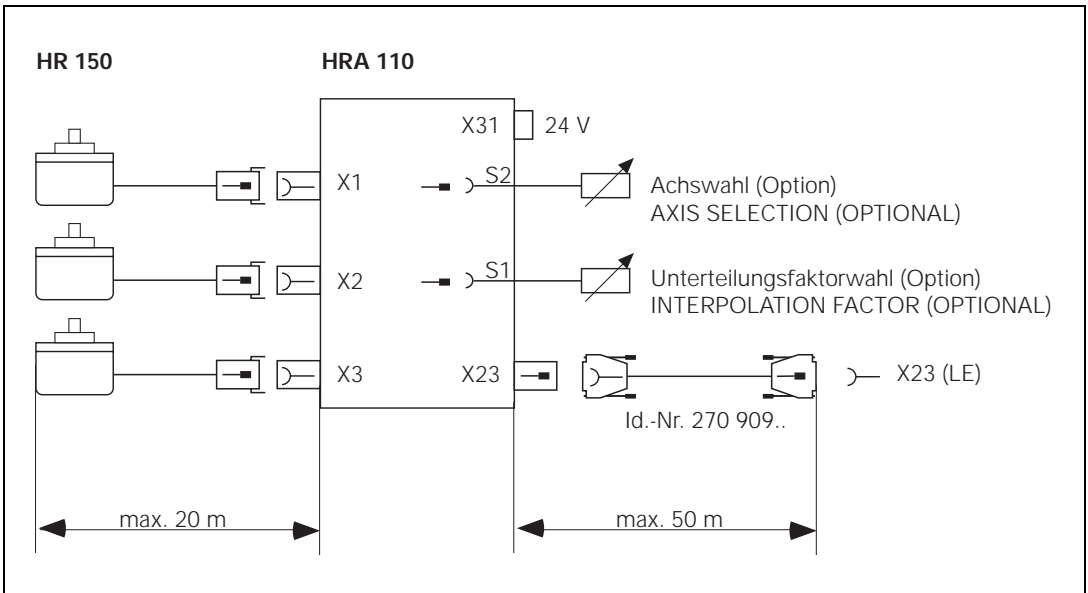 HR 150
HRA 110
X31
24 V
X1
S2
Achswahl (Option)
AXIS SELECTION (OPTIONAL)
X2
S1
Unterteilungsfaktorwahl (Option)
INTERPOLATION FACTOR (OPTIONAL)
X3
X23
X23 (LE)
Id.-Nr. 270 909..
max. 20 m
max. 50 m